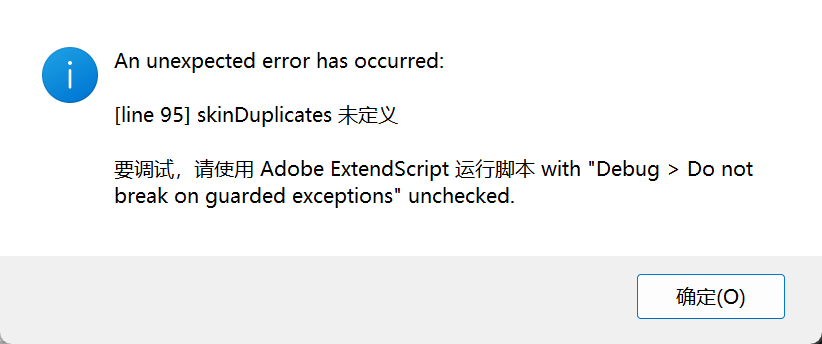 An unexpected error has occurred:
[line 95] skinDuplicates 未定义
要调试，请使用 Adobe ExtendScript 运行脚本 with "Debug > Do not
break on guarded exceptions" unchecked.
确定(O)